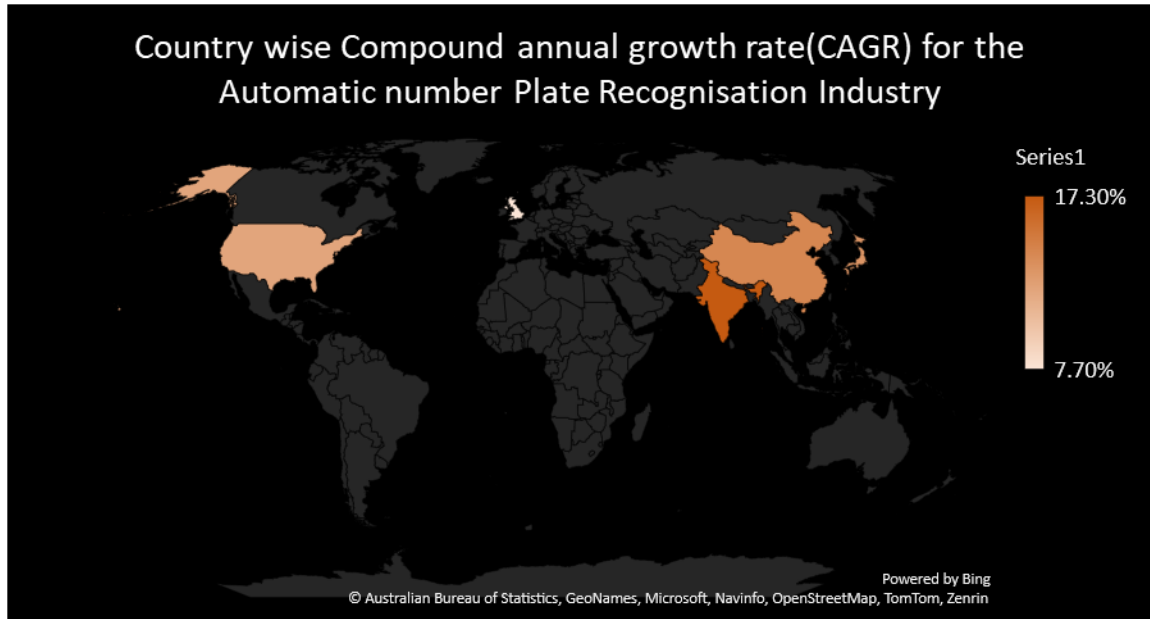 Country wise Compound annual growth rate(CAGR) for the
Automatic number Plate Recognisation Industry
Series1
17.30%
7.70%
Powered by Bing
© Australian Bureau of Statistics, GeoNames, Microsoft, Navinfo, OpenStreetMap, TomTom, Zenrin